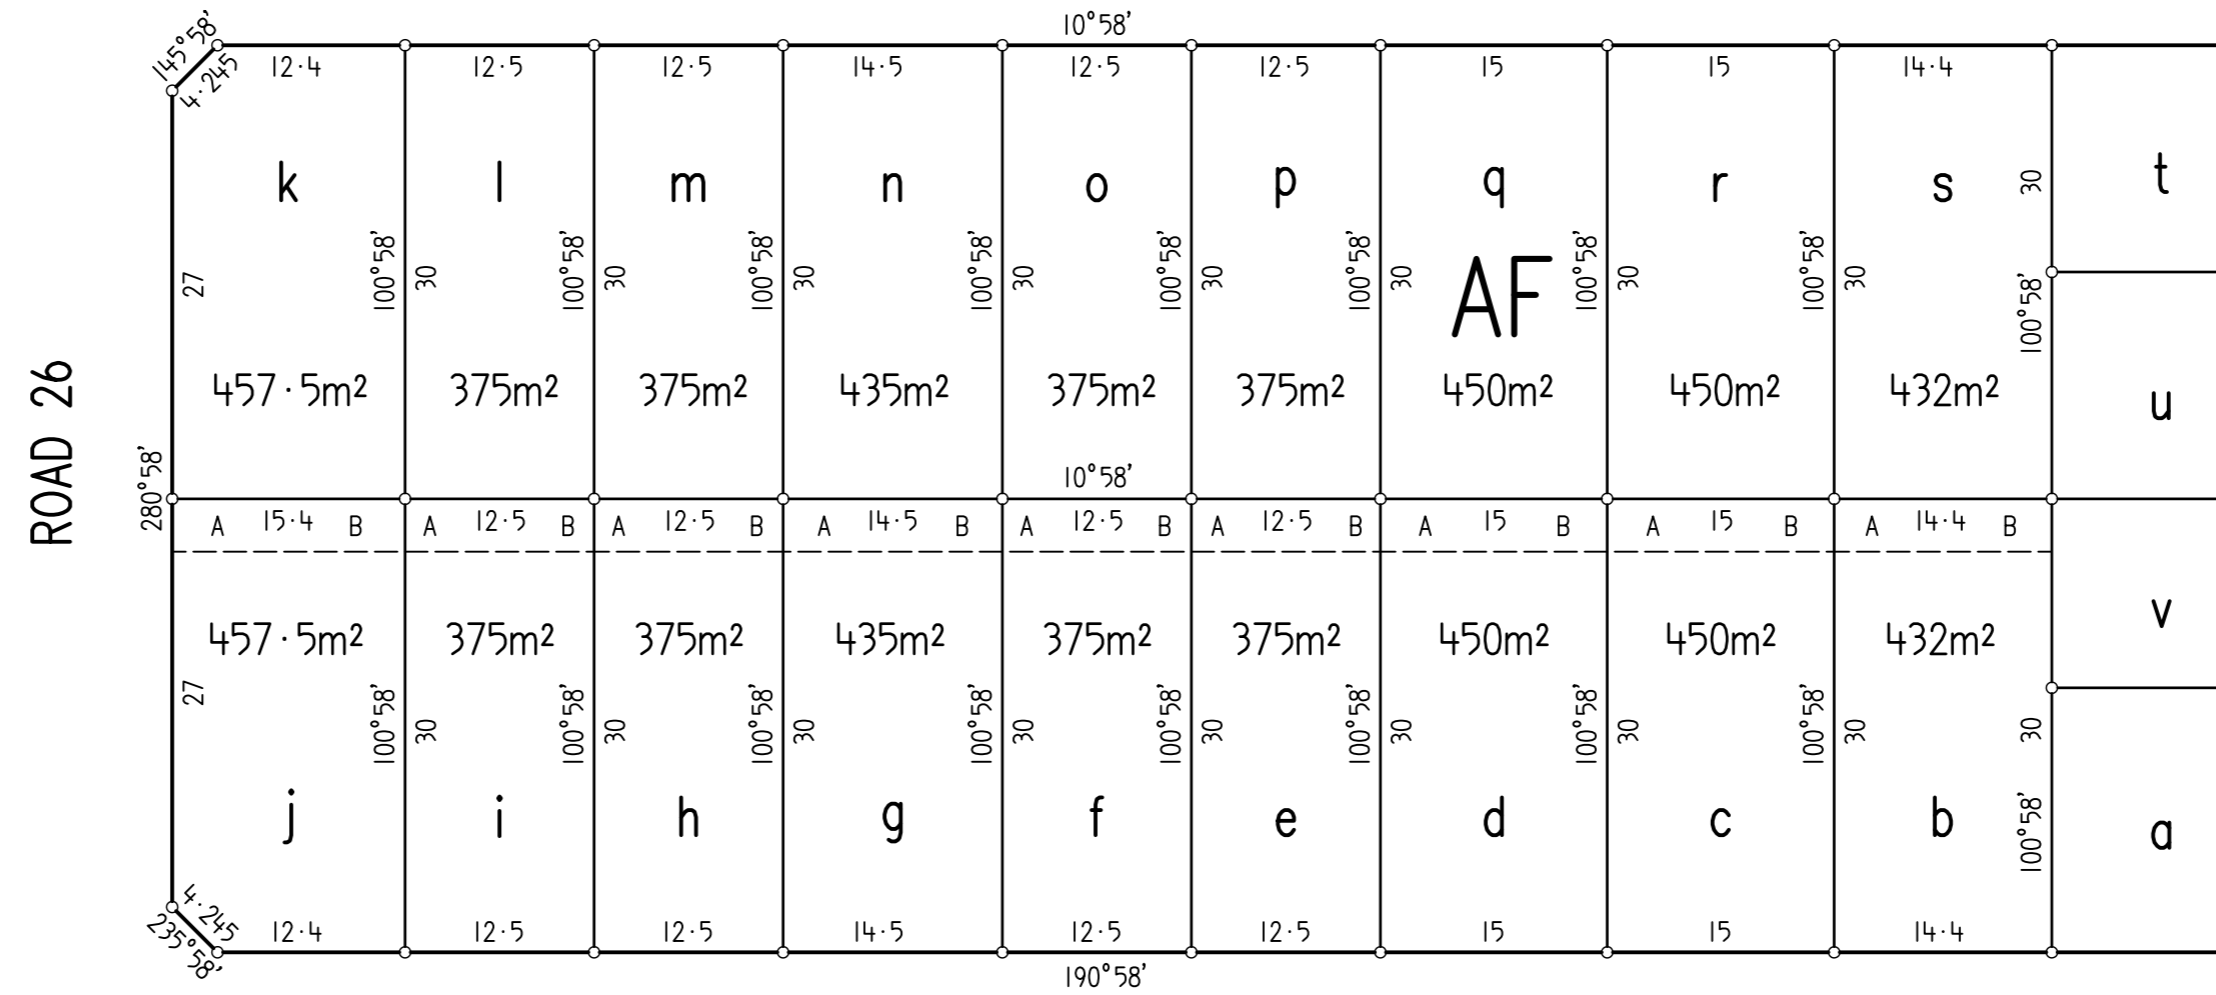 10°58'
145°58'
4·245
12·4 12·5 12·5 14·5 12·5 12·5 15 15 14·4
k l m n o p q r s t
30
27 100°58' 30 100°58' 30 100°58' 30 100°58' 30 100°58' 30 100°58' 30 100°58' 30 100°58' 30 100°58'
AF
ROAD 26
457·5m² 375m² 375m² 435m² 375m² 375m² 450m² 450m² 432m² u
280°58'
10°58'
A 15·4 B A 12·5 B A 12·5 B A 14·5 B A 12·5 B A 12·5 B A 15 B A 15 B A 14·4 B
v
457·5m² 375m² 375m² 435m² 375m² 375m² 450m² 450m² 432m²
27 100°58' 30 100°58' 30 100°58' 30 100°58' 30 100°58' 30 100°58' 30 100°58' 30 100°58' 30 30
j i h g f e d c b a
100°58'
4·245
235°58'
12·4 12·5 12·5 14·5 12·5 12·5 15 15 14·4
190°58'